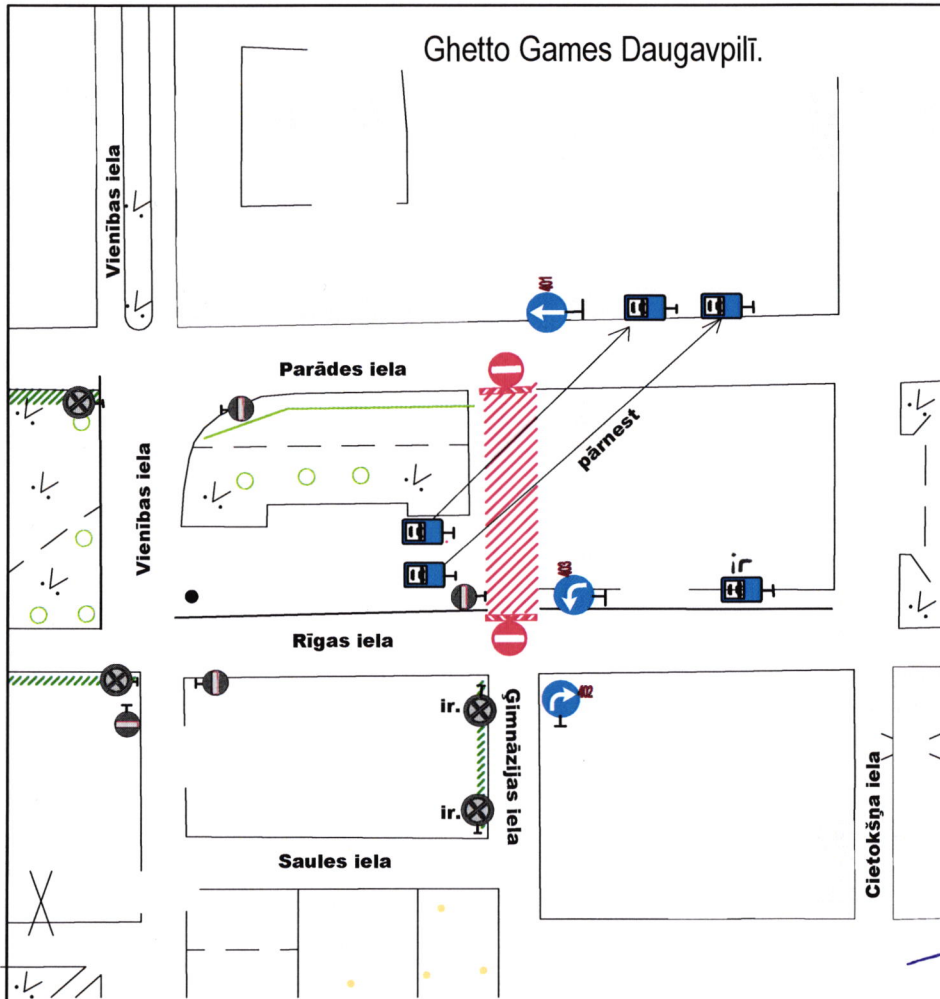 Ghetto Games Daugavpilī.
Vienības iela
401
Parādes iela
pārnest
Vienības iela
403
ir
Rīgas iela
ir.
Ģimnāzijas iela
402
ir.
Saules iela
Cietokšņa iela